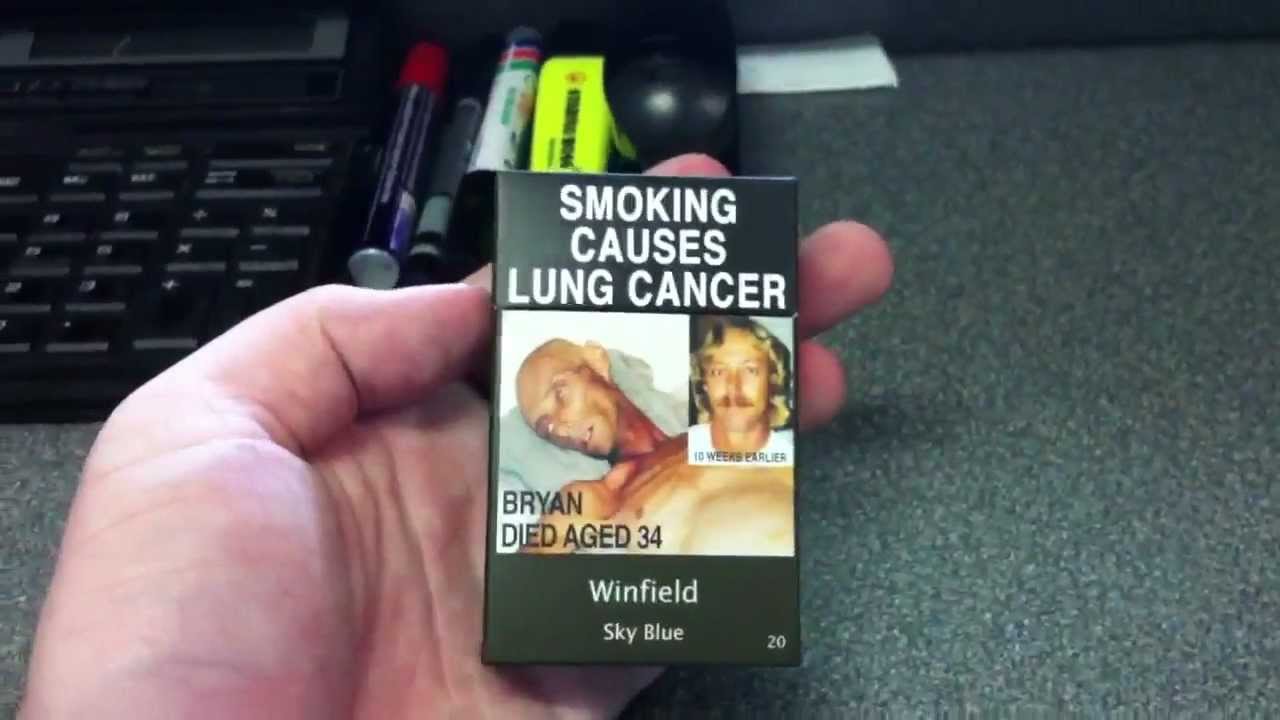 SMOKING
CAUSES
LUNG CANCER
10 WEEKS EARLIER
BRYAN
DIED AGED 34
Winfield
Sky Blue
20